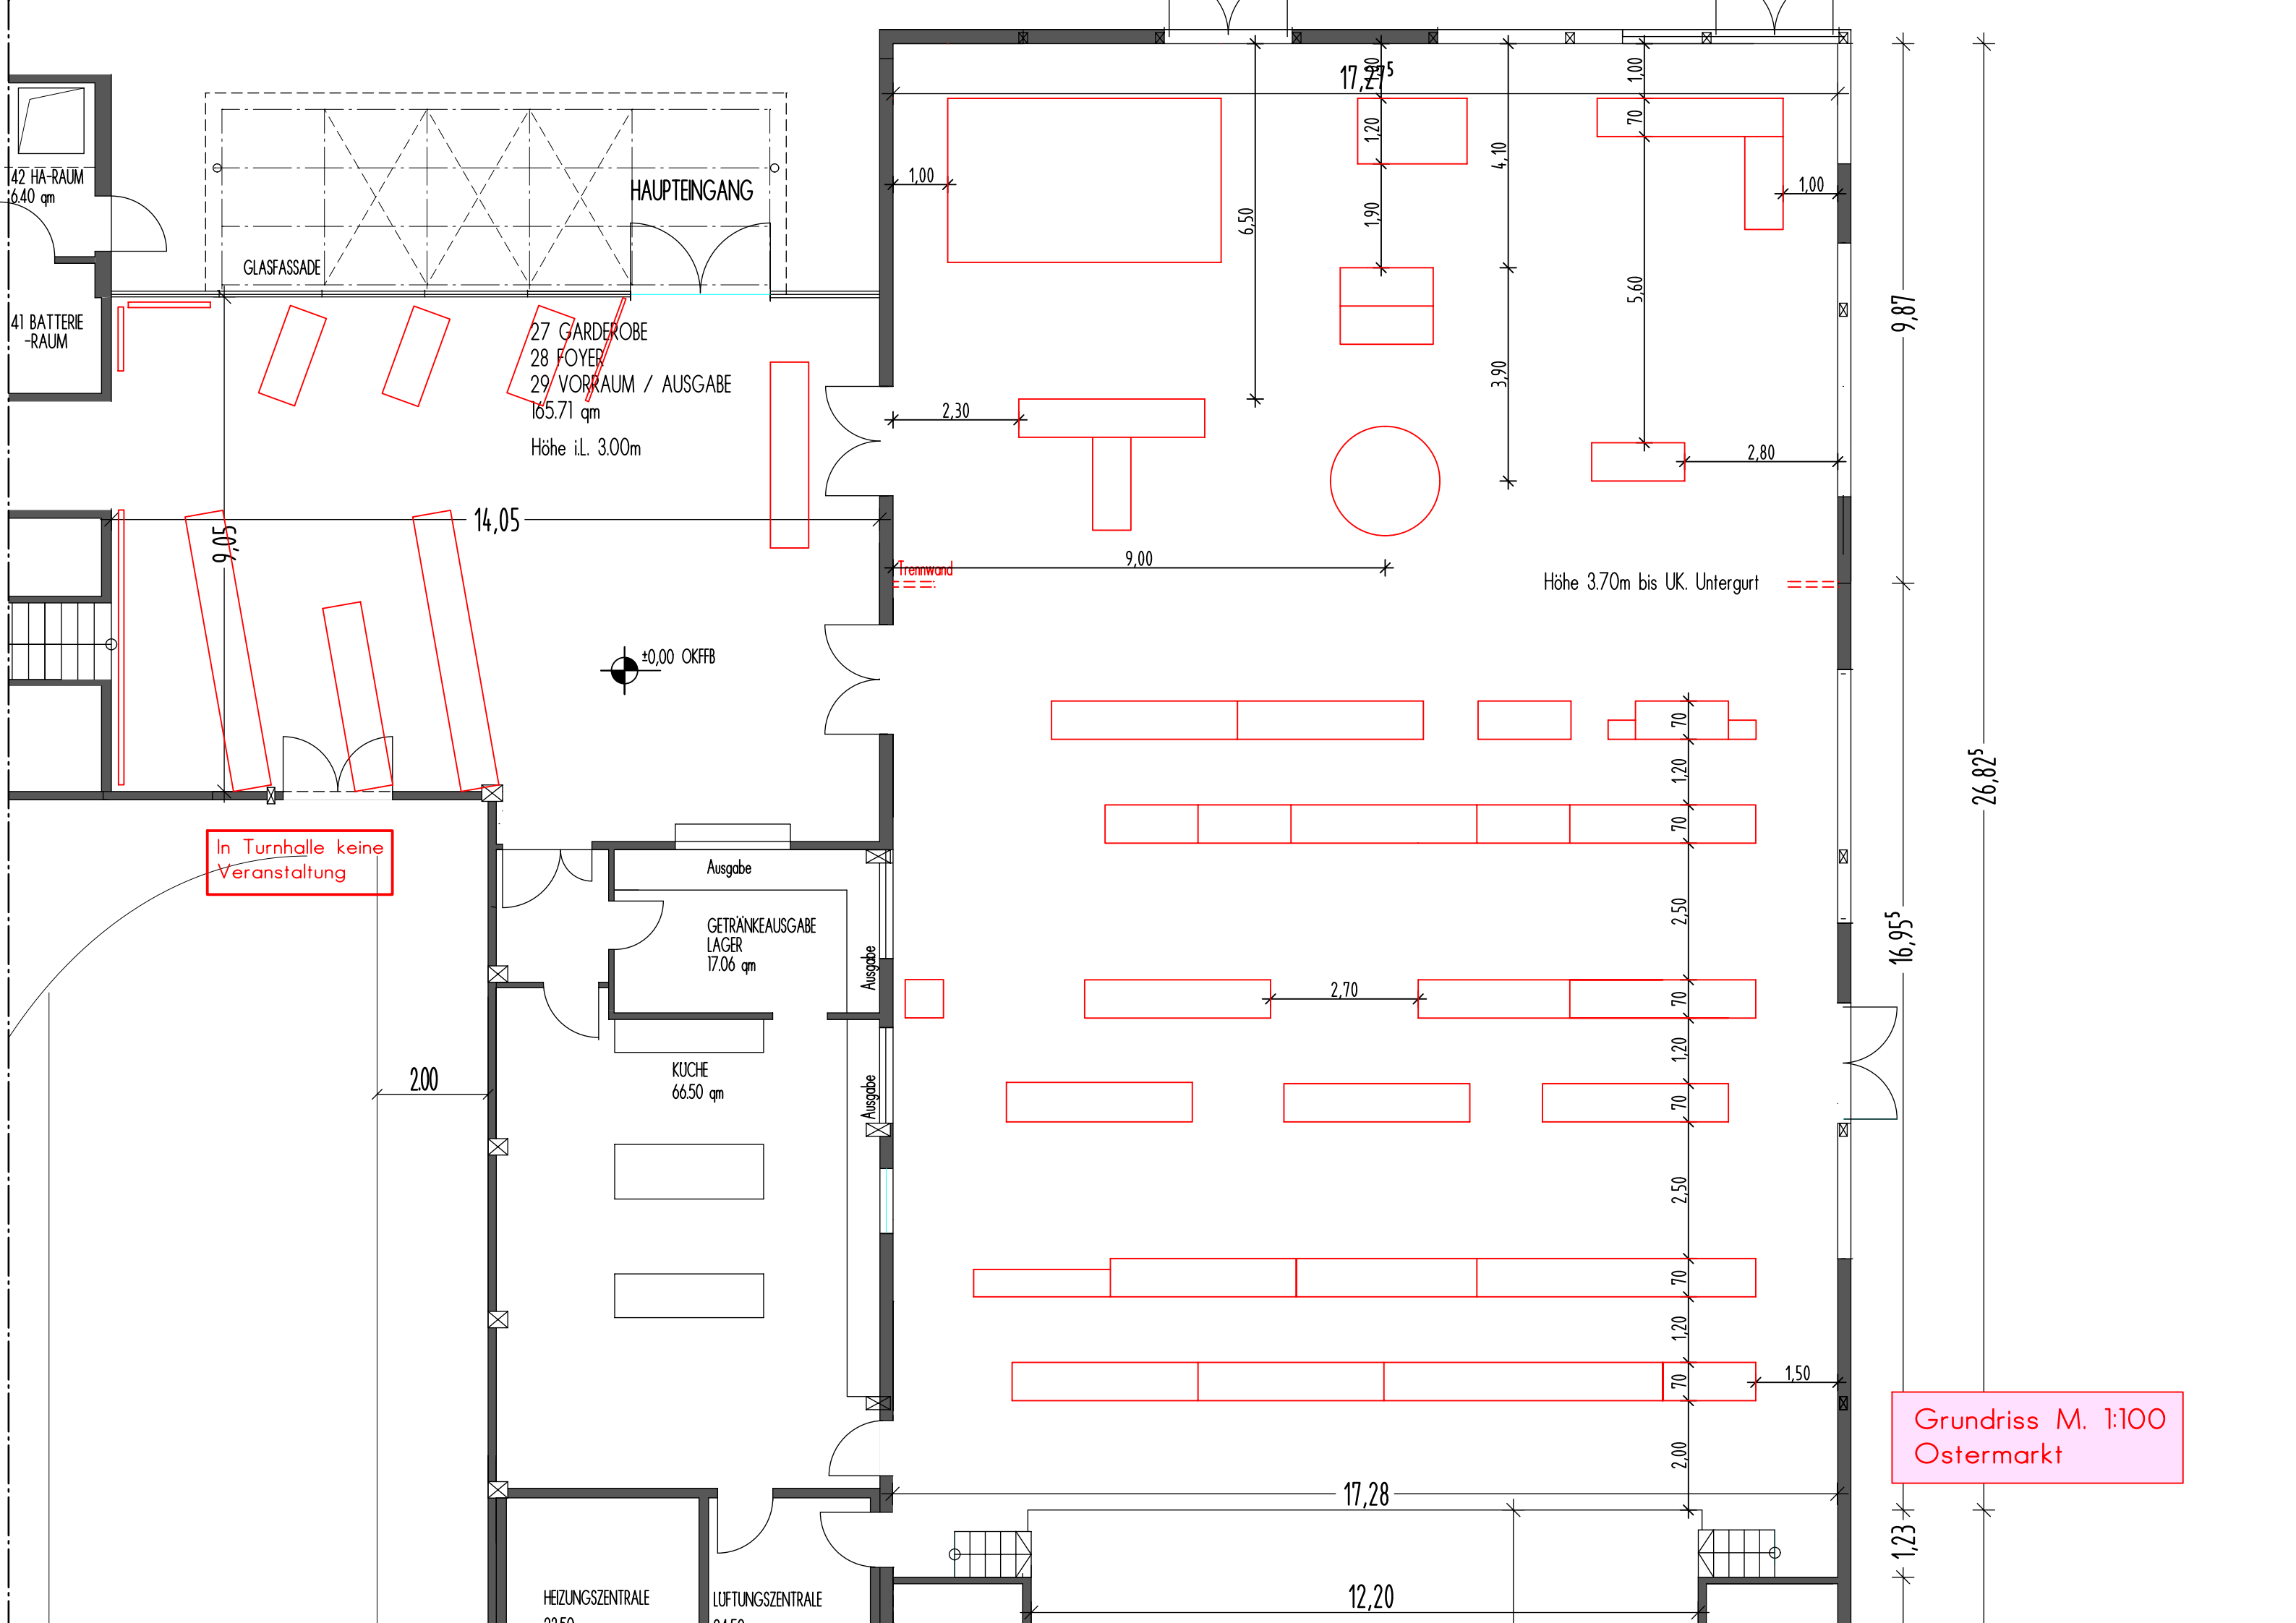 17,27⁵
1,00
1,00
70
1,20
4,10
1,00
1,00
1,90
6,50
5,60
3,90
9,87
42 HA-RAUM
6.40 qm
HAUPTEINGANG
GLASFASSADE
41 BATTERIE
-RAUM
27 GARDEROBE
28 FOYER
29 VORRAUM / AUSGABE
165.71 qm
Höhe i.L. 3.00m
2,30
2,80
14,05
9,05
9,00
Trennwand
Höhe 3.70m bis UK. Untergurt
±0,00 OKFFB
70
1,20
70
2,50
70
2,70
1,20
70
2,50
70
1,20
70
1,50
2,00
26,82⁵
16,95⁵
In Turnhalle keine
Veranstaltung
Ausgabe
GETRÄNKEAUSGABE
LAGER
17.06 qm
Ausgabe
2.00
KÜCHE
66.50 qm
Ausgabe
Grundriss M. 1:100
Ostermarkt
17,28
1,23
12,20
HEIZUNGSZENTRALE
LÜFTUNGSZENTRALE